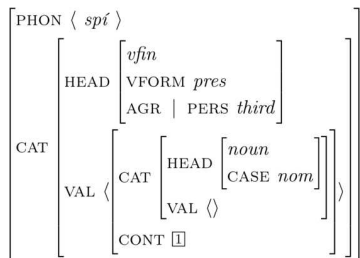 PHON ⟨ spí ⟩
vfin
HEAD VFORM pres
AGR | PERS third
CAT
HEAD noun
CASE nom
VAL ⟨ CAT VAL ⟨⟩ ⟩
CONT 1